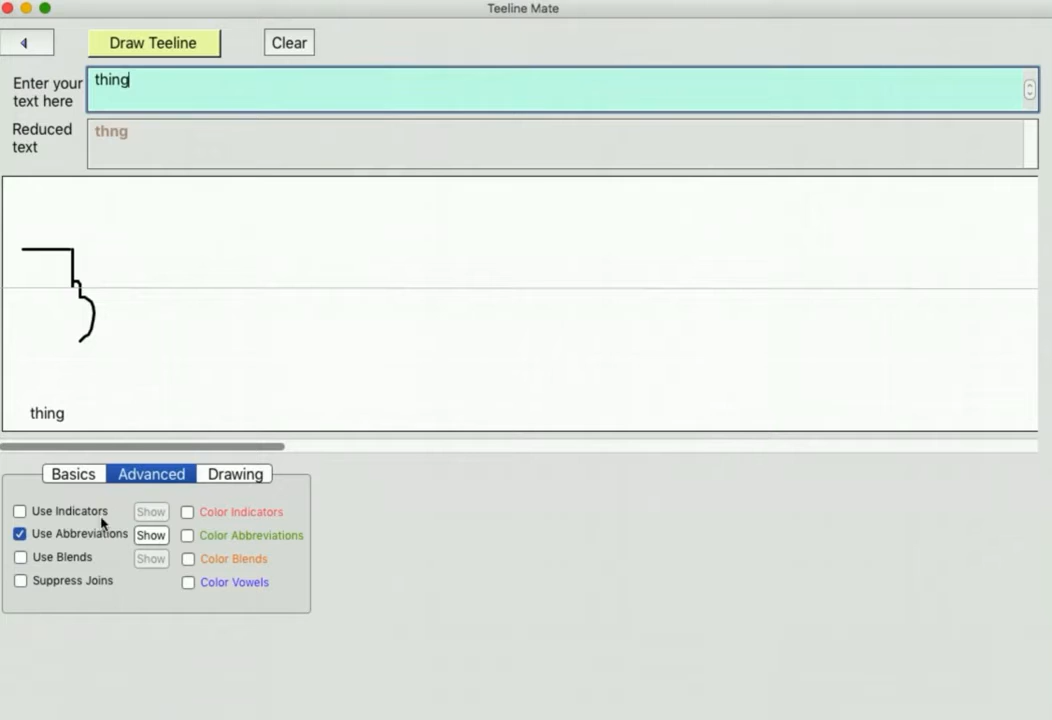 Teeline Mate
Draw Teeline
Clear
Enter your
text here
thing
Reduced
text
thng
thing
Basics
Advanced
Drawing
Use Indicators
Show
Color Indicators
Use Abbreviations
Show
Color Abbreviations
Use Blends
Show
Color Blends
Suppress Joins
Color Vowels